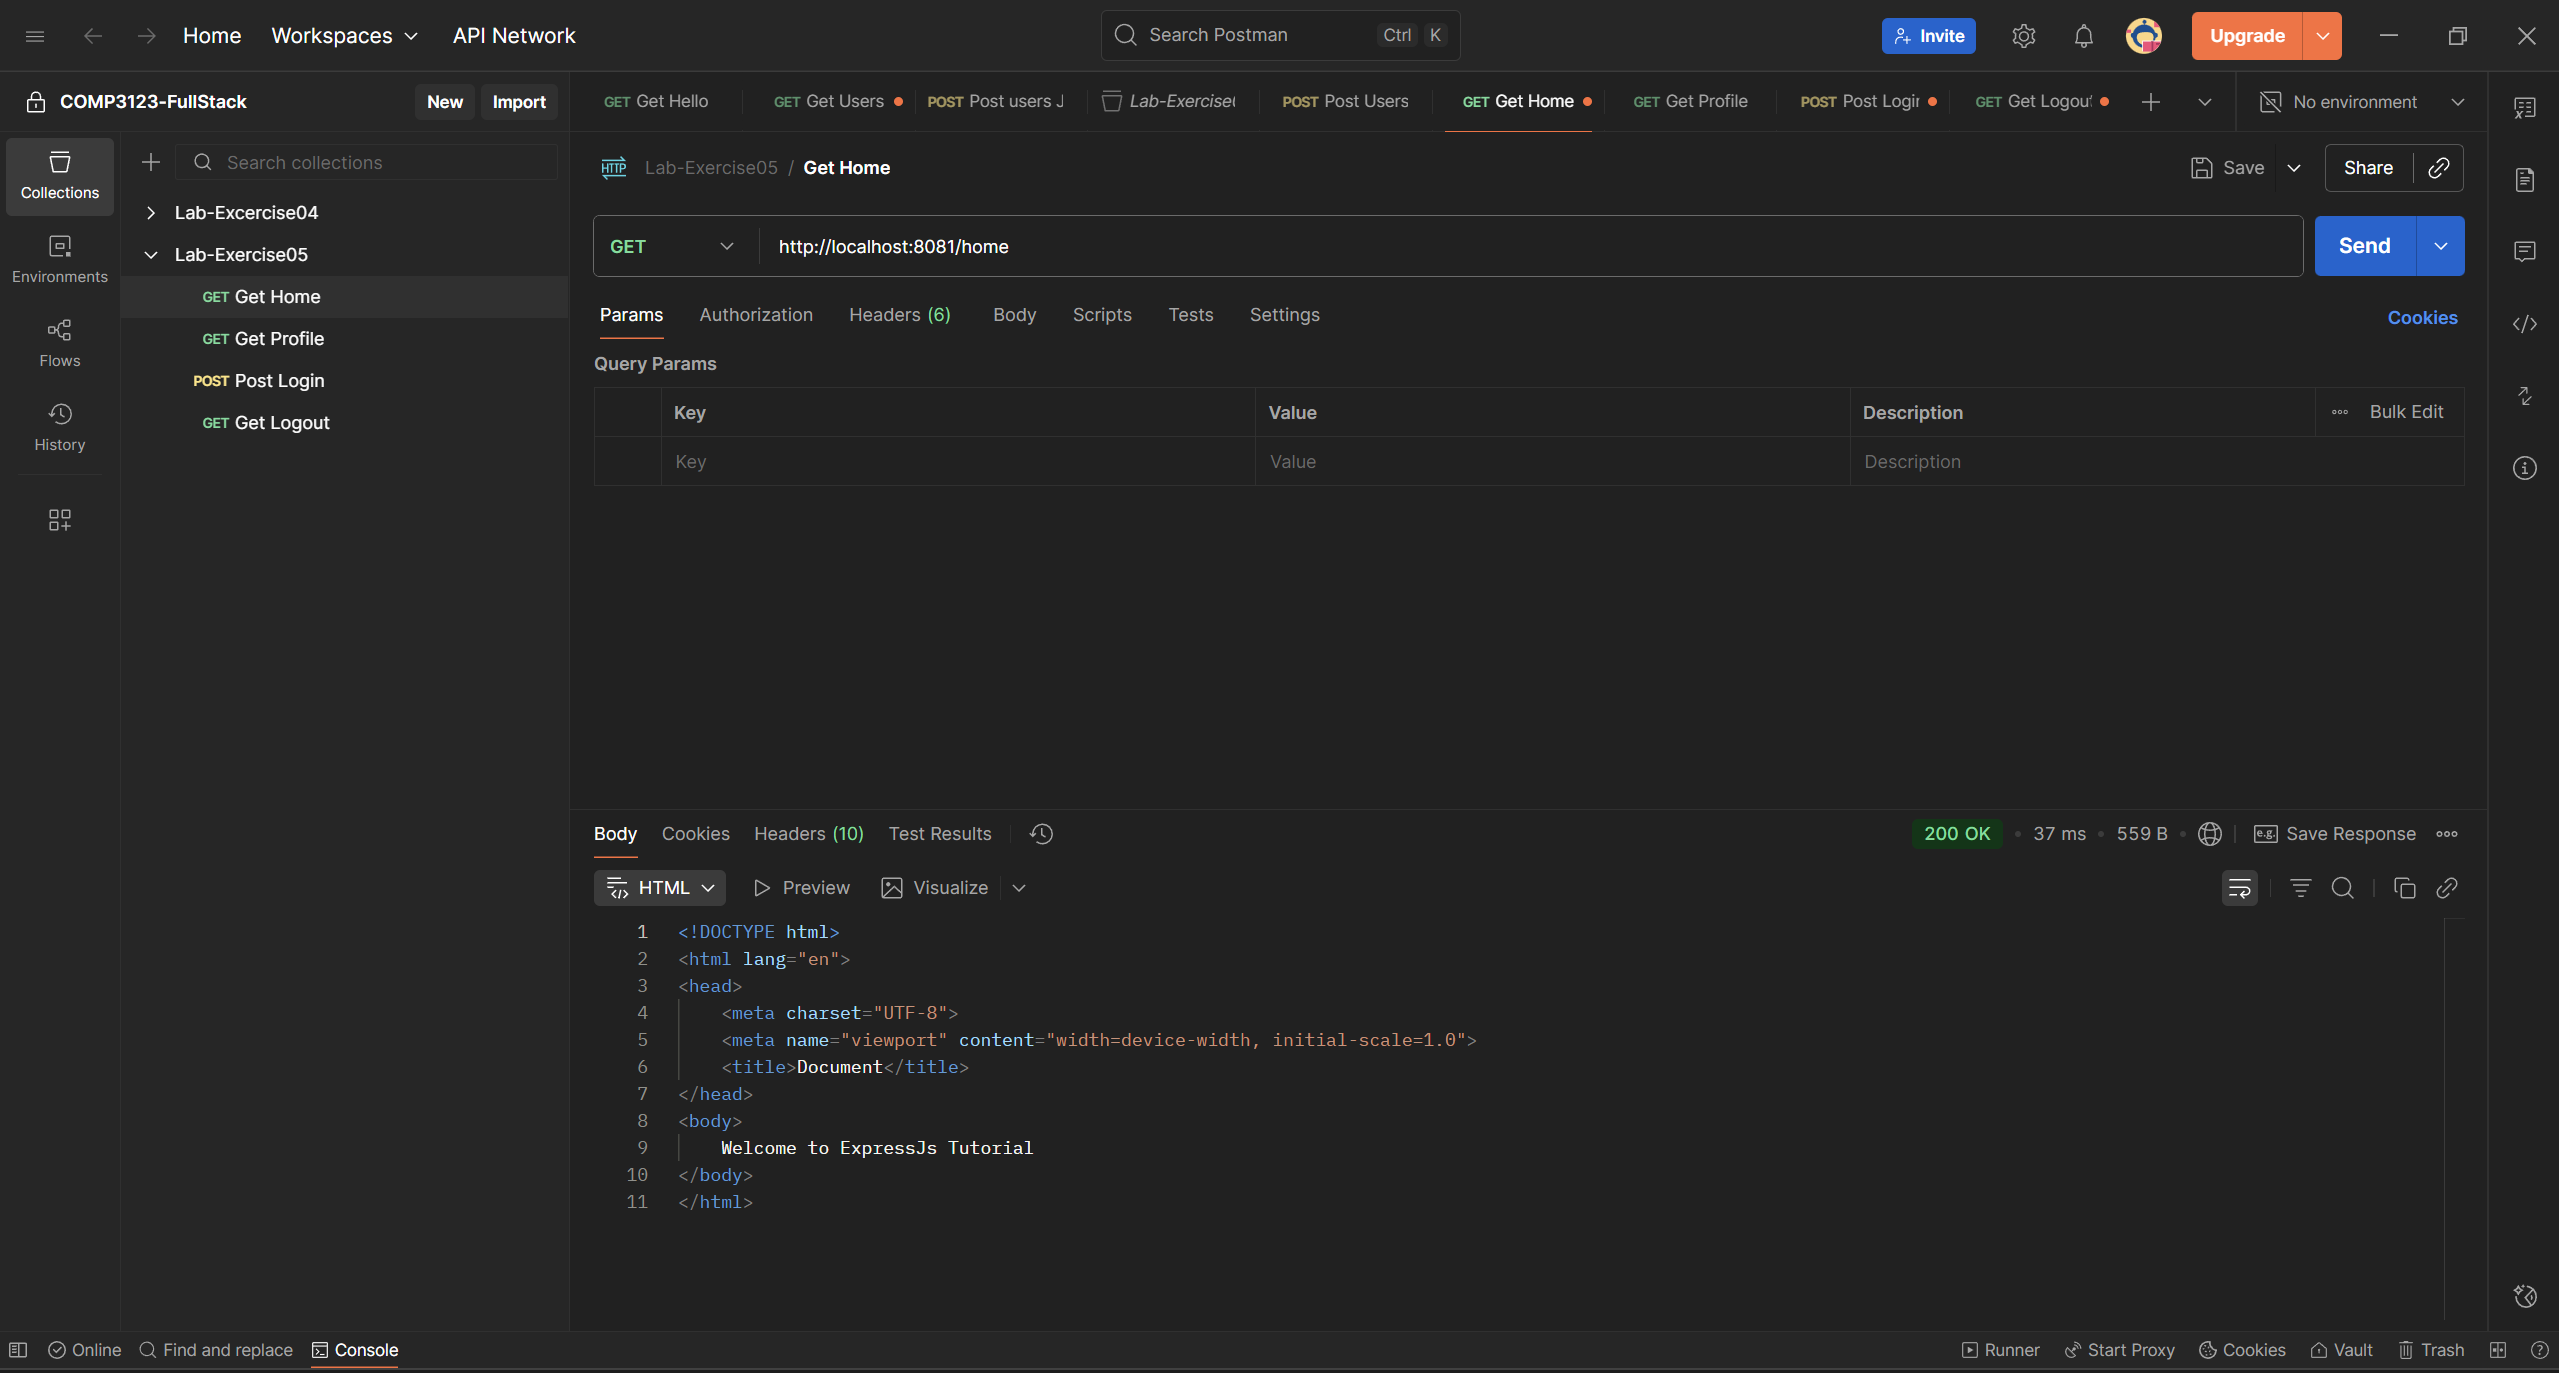 Home Workspaces API Network Search Postman Ctrl K Invite Upgrade
COMP3123-FullStack New Import
GET Get Hello GET Get Users POST Post users J Lab-Exercise( POST Post Users GET Get Home GET Get Profile POST Post Login GET Get Logout No environment
Collections
Environments
Flows
History
Search collections
Lab-Excercise04
Lab-Exercise05
GET Get Home
GET Get Profile
POST Post Login
GET Get Logout
HTTP Lab-Exercise05 / Get Home Save Share
GET http://localhost:8081/home Send
Params Authorization Headers (6) Body Scripts Tests Settings Cookies
Query Params
Key Value Description Bulk Edit
Key Value Description
Body Cookies Headers (10) Test Results 200 OK 37 ms 559 B e.g. Save Response
HTML Preview Visualize
1 <!DOCTYPE html>
2 <html lang="en">
3 <head>
4 <meta charset="UTF-8">
5 <meta name="viewport" content="width=device-width, initial-scale=1.0">
6 <title>Document</title>
7 </head>
8 <body>
9 Welcome to ExpressJs Tutorial
10 </body>
11 </html>
Online Find and replace Console Runner Start Proxy Cookies Vault Trash